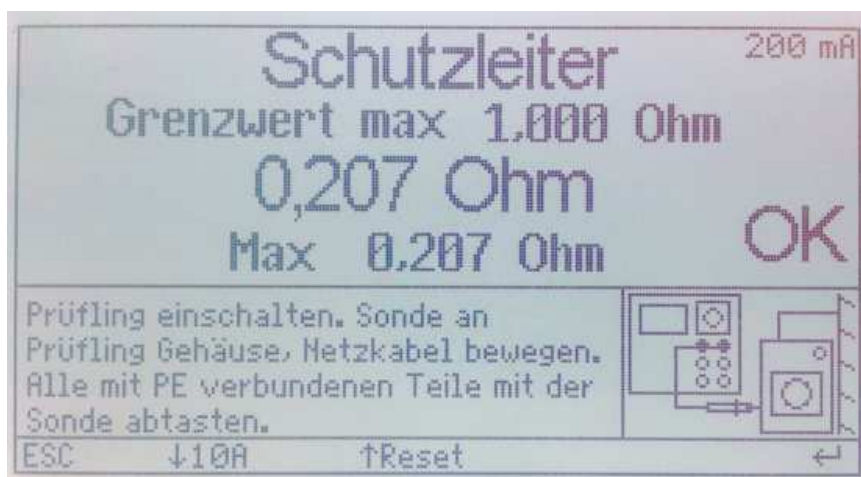 Schutzleiter
200 mA
Grenzwert max 1,000 Ohm
0,207 Ohm
OK
Max 0,207 Ohm
Prüfling einschalten. Sonde an
Prüfling Gehäuse, Netzkabel bewegen.
Alle mit PE verbundenen Teile mit der
Sonde abtasten.
ESC ↓10A ↑Reset ↵